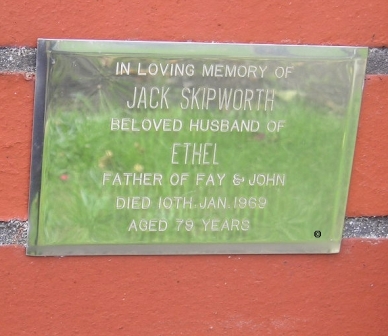 IN LOVING MEMORY OF
JACK SKIPWORTH
BELOVED HUSBAND OF
ETHEL
FATHER OF FAY & JOHN
DIED 10TH. JAN. 1969
AGED 79 YEARS
©